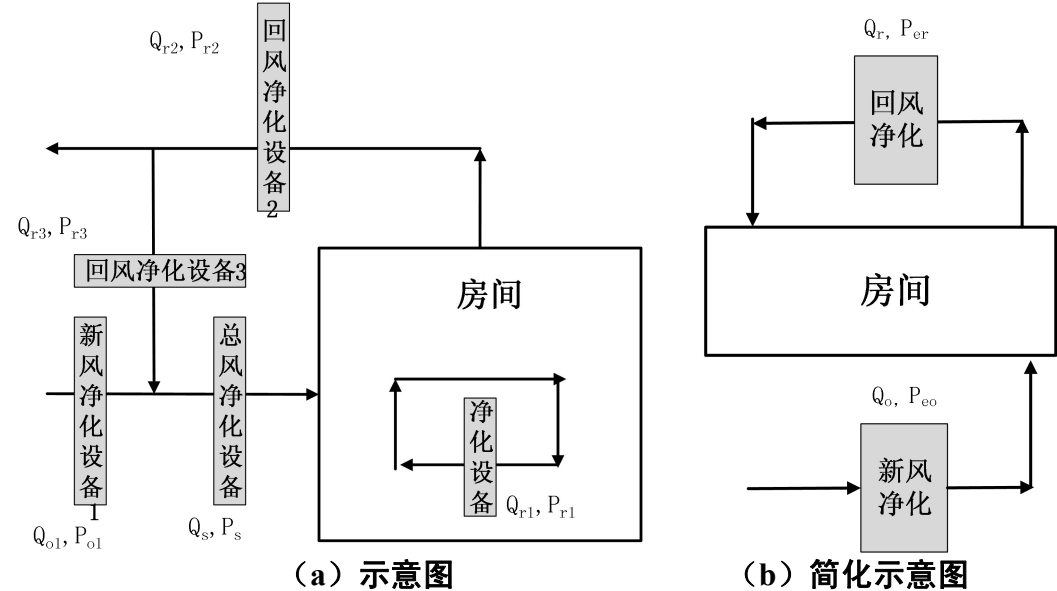 Qr2, Pr2
回风净化设备2
Qr3, Pr3
回风净化设备3
新风净化设备1
总风净化设备
房间
净化设备
Qr1, Pr1
Qo1, Po1
Qs, Ps
（a）示意图
Qr, Per
回风
净化
房间
Qo, Peo
新风
净化
（b）简化示意图